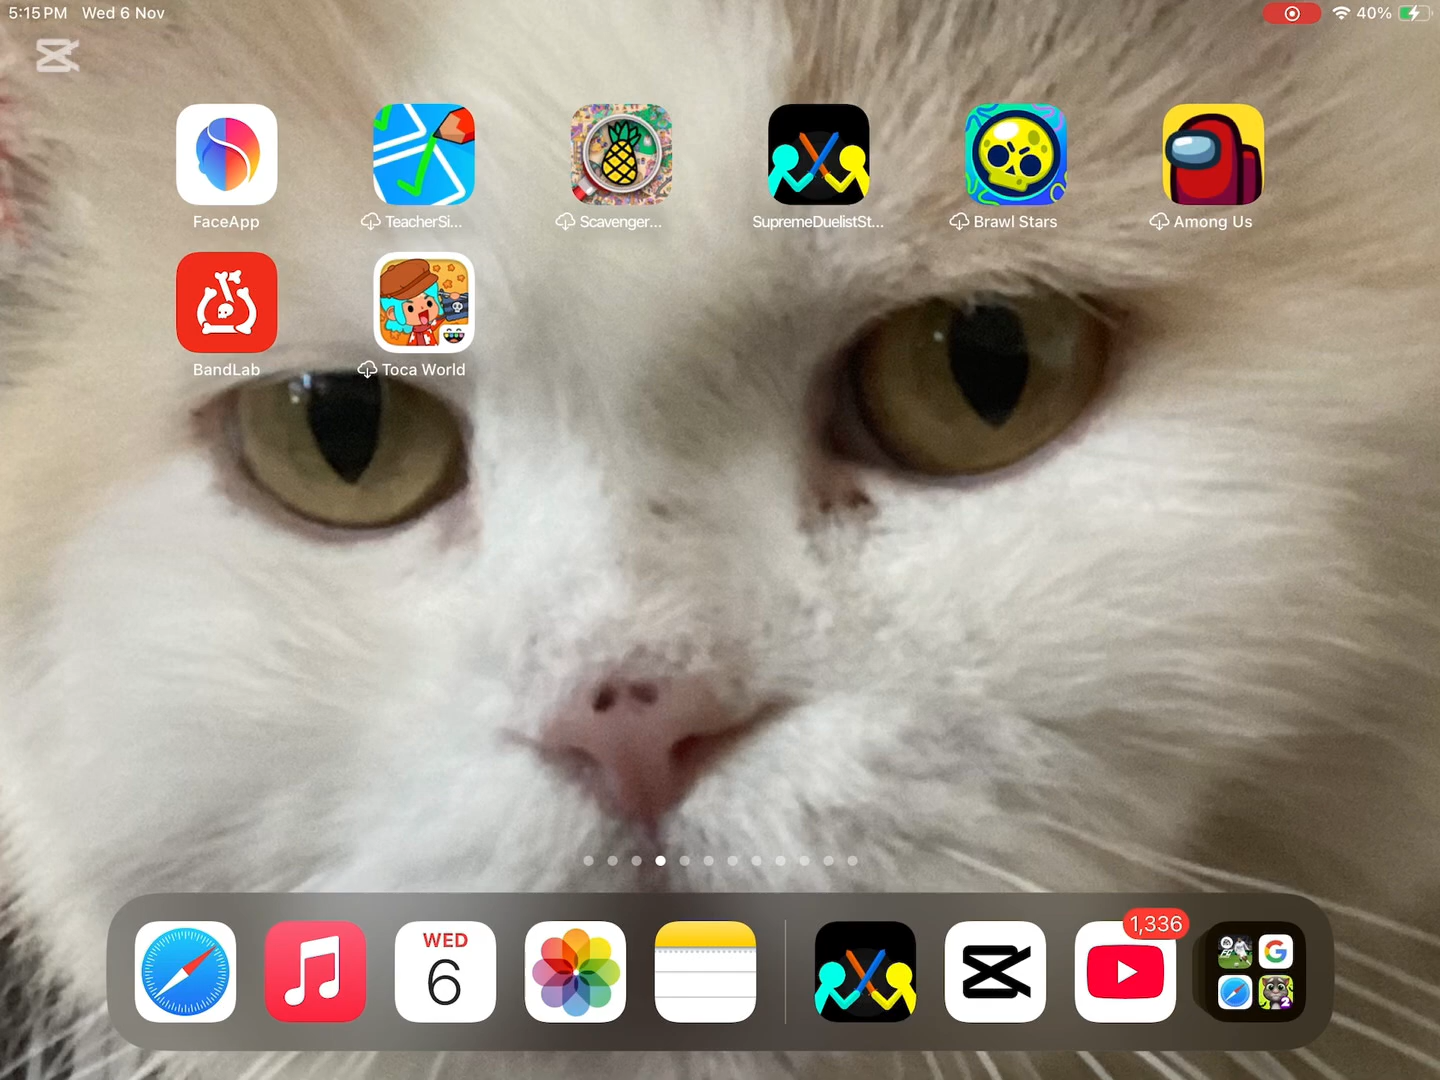 5:15 PM Wed 6 Nov
40%
FaceApp
TeacherSi...
Scavenger...
SupremeDuelistSt...
Brawl Stars
Among Us
BandLab
Toca World
WED
6
1,336
G
2